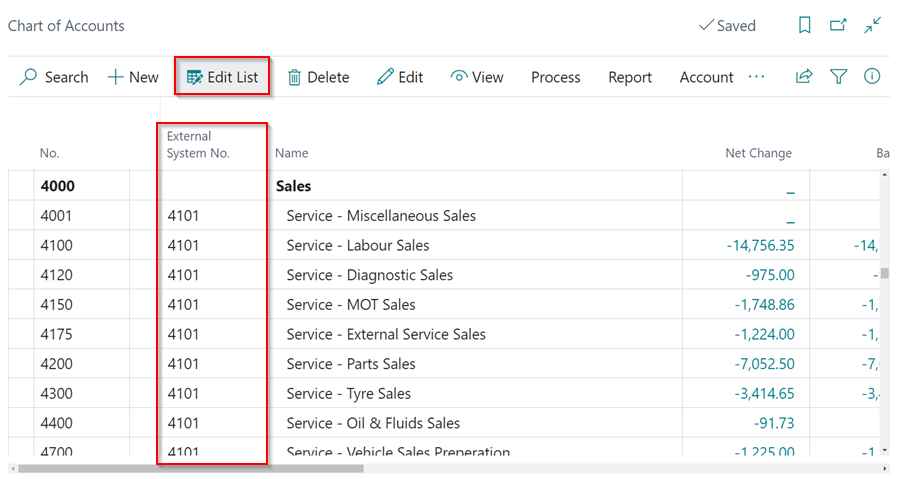 Chart of Accounts Saved
Search New Edit List Delete Edit View Process Report Account ...
External
No. System No. Name Net Change Ba
4000 Sales _
4001 4101 Service - Miscellaneous Sales _
4100 4101 Service - Labour Sales -14,756.35 -14,
4120 4101 Service - Diagnostic Sales -975.00 -
4150 4101 Service - MOT Sales -1,748.86 -1,
4175 4101 Service - External Service Sales -1,224.00 -1,
4200 4101 Service - Parts Sales -7,052.50 -7,
4300 4101 Service - Tyre Sales -3,414.65 -3,
4400 4101 Service - Oil & Fluids Sales -91.73
4700 4101 Service - Vehicle Sales Preperation -1,225.00 -1,